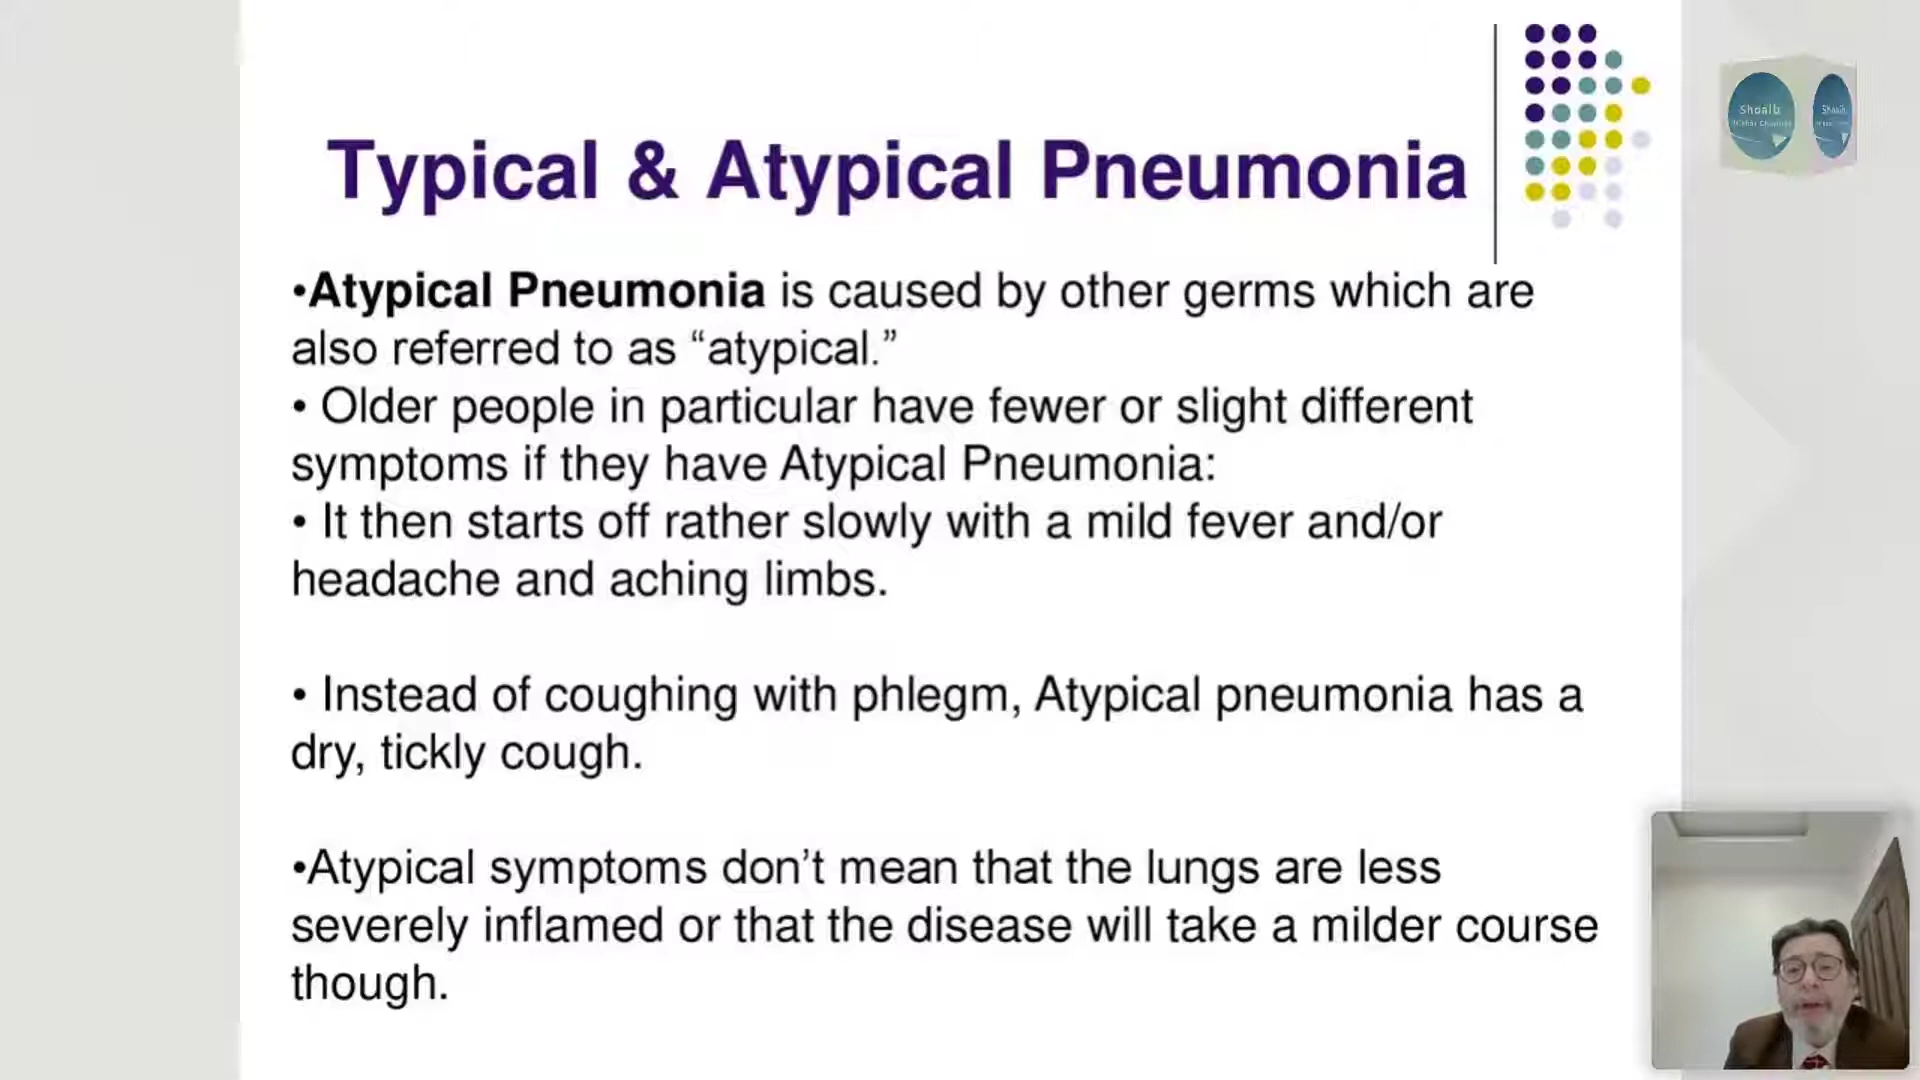 Typical & Atypical Pneumonia
•Atypical Pneumonia is caused by other germs which are
also referred to as “atypical.”
• Older people in particular have fewer or slight different
symptoms if they have Atypical Pneumonia:
• It then starts off rather slowly with a mild fever and/or
headache and aching limbs.
• Instead of coughing with phlegm, Atypical pneumonia has a
dry, tickly cough.
•Atypical symptoms don’t mean that the lungs are less
severely inflamed or that the disease will take a milder course
though.
Shoaib
Shoaib